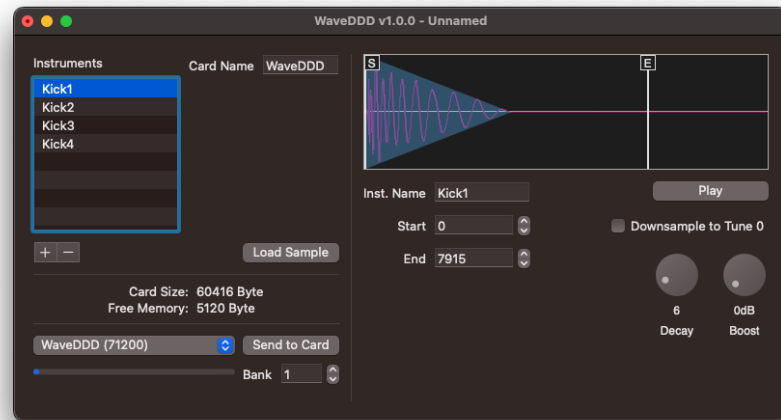 WaveDDD v1.0.0 - Unnamed
Instruments
Card Name WaveDDD
Kick1
Kick2
Kick3
Kick4
+ −
Load Sample
Card Size: 60416 Byte
Free Memory: 5120 Byte
WaveDDD (71200)
Send to Card
Bank 1
S
E
Inst. Name Kick1
Play
Start 0
Downsample to Tune 0
End 7915
6
0dB
Decay
Boost